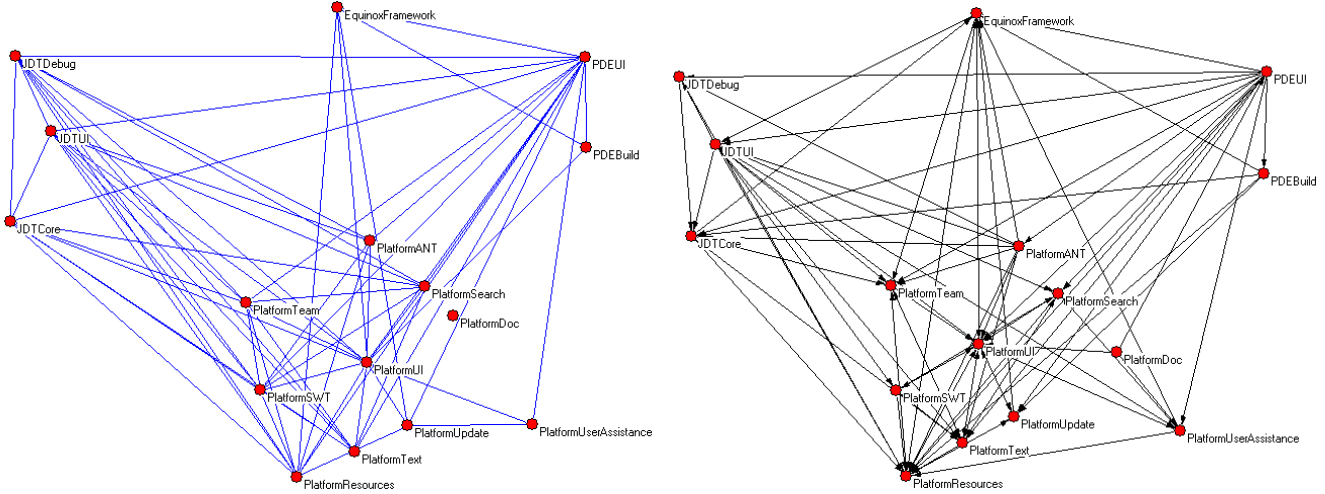 EquinoxFramework
JDTDebug
PDEUI
JDTUI
PDEBuild
JDTCore
PlatformANT
PlatformSearch
PlatformTeam
PlatformDoc
PlatformUI
PlatformSWT
PlatformUpdate
PlatformUserAssistance
PlatformText
PlatformResources
EquinoxFramework
JDTDebug
PDEUI
JDTUI
PDEBuild
JDTCore
PlatformANT
PlatformTeam
PlatformSearch
PlatformUI
PlatformDoc
PlatformSWT
PlatformUpdate
PlatformUserAssistance
PlatformText
PlatformResources